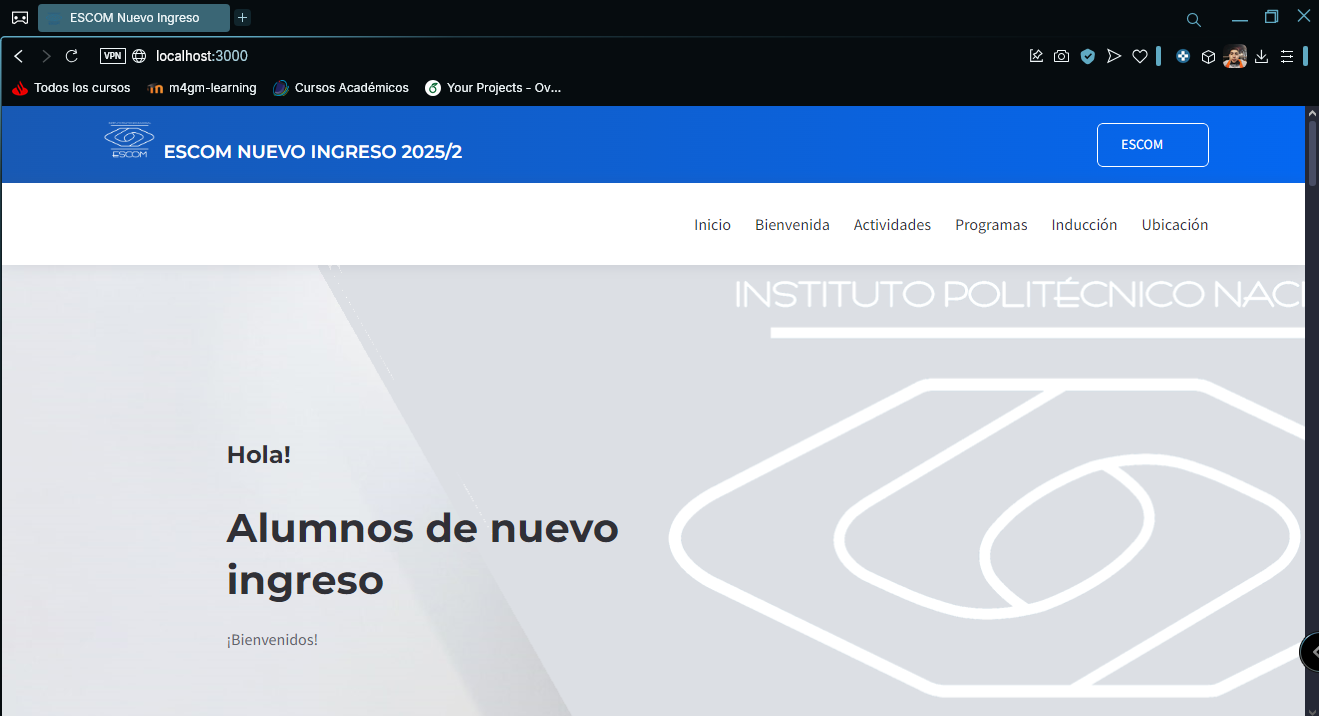 ESCOM Nuevo Ingreso
VPN
localhost:3000
Todos los cursos
m4gm-learning
Cursos Académicos
Your Projects - Ov...
ESCOM
ESCOM NUEVO INGRESO 2025/2
ESCOM
Inicio
Bienvenida
Actividades
Programas
Inducción
Ubicación
INSTITUTO POLITÉCNICO NACI
Hola!
Alumnos de nuevo
ingreso
¡Bienvenidos!